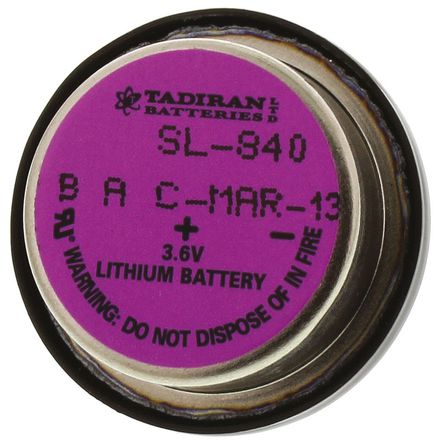 TADIRAN LTD
BATTERIES
SL-840
A C-MAR-13
+ -
3.6V
LITHIUM BATTERY
WARNING: DO NOT DISPOSE OF IN FIRE